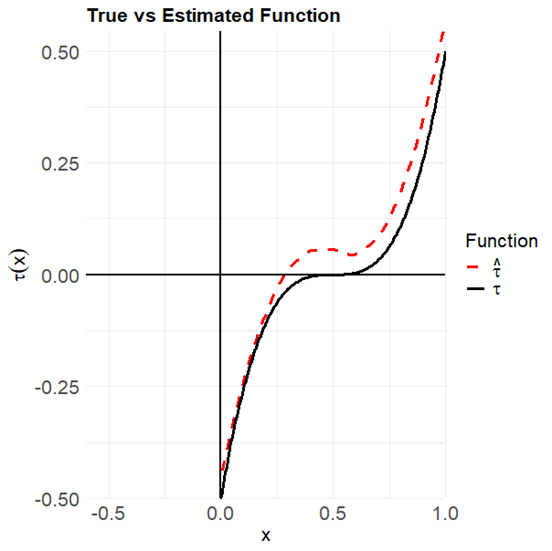 True vs Estimated Function
0.50
0.25
0.00
-0.25
-0.50
τ(x)
-0.5
0.0
0.5
1.0
x
Function
τ̂
τ